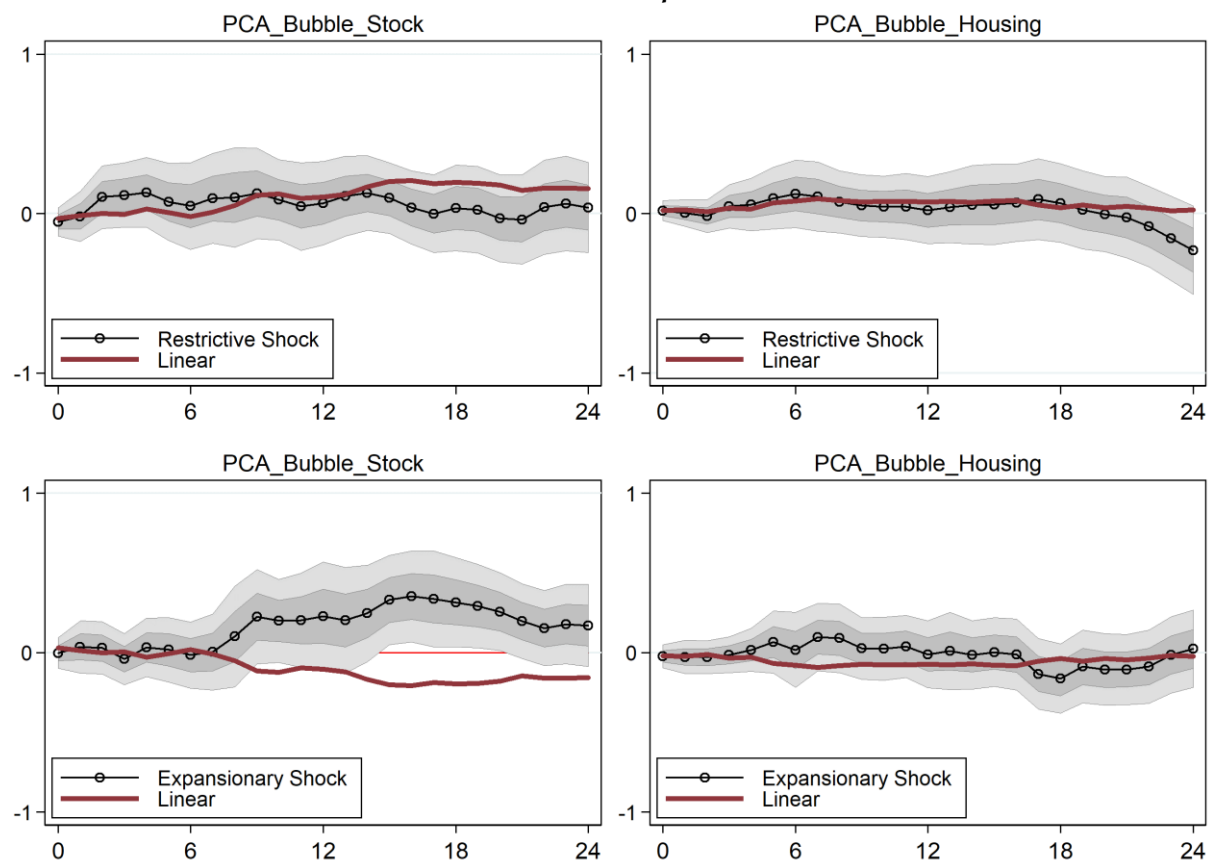 PCA_Bubble_Stock
1
0
-1
Restrictive Shock
Linear
0 6 12 18 24
PCA_Bubble_Housing
1
0
-1
Restrictive Shock
Linear
0 6 12 18 24
PCA_Bubble_Stock
1
0
-1
Expansionary Shock
Linear
0 6 12 18 24
PCA_Bubble_Housing
1
0
-1
Expansionary Shock
Linear
0 6 12 18 24